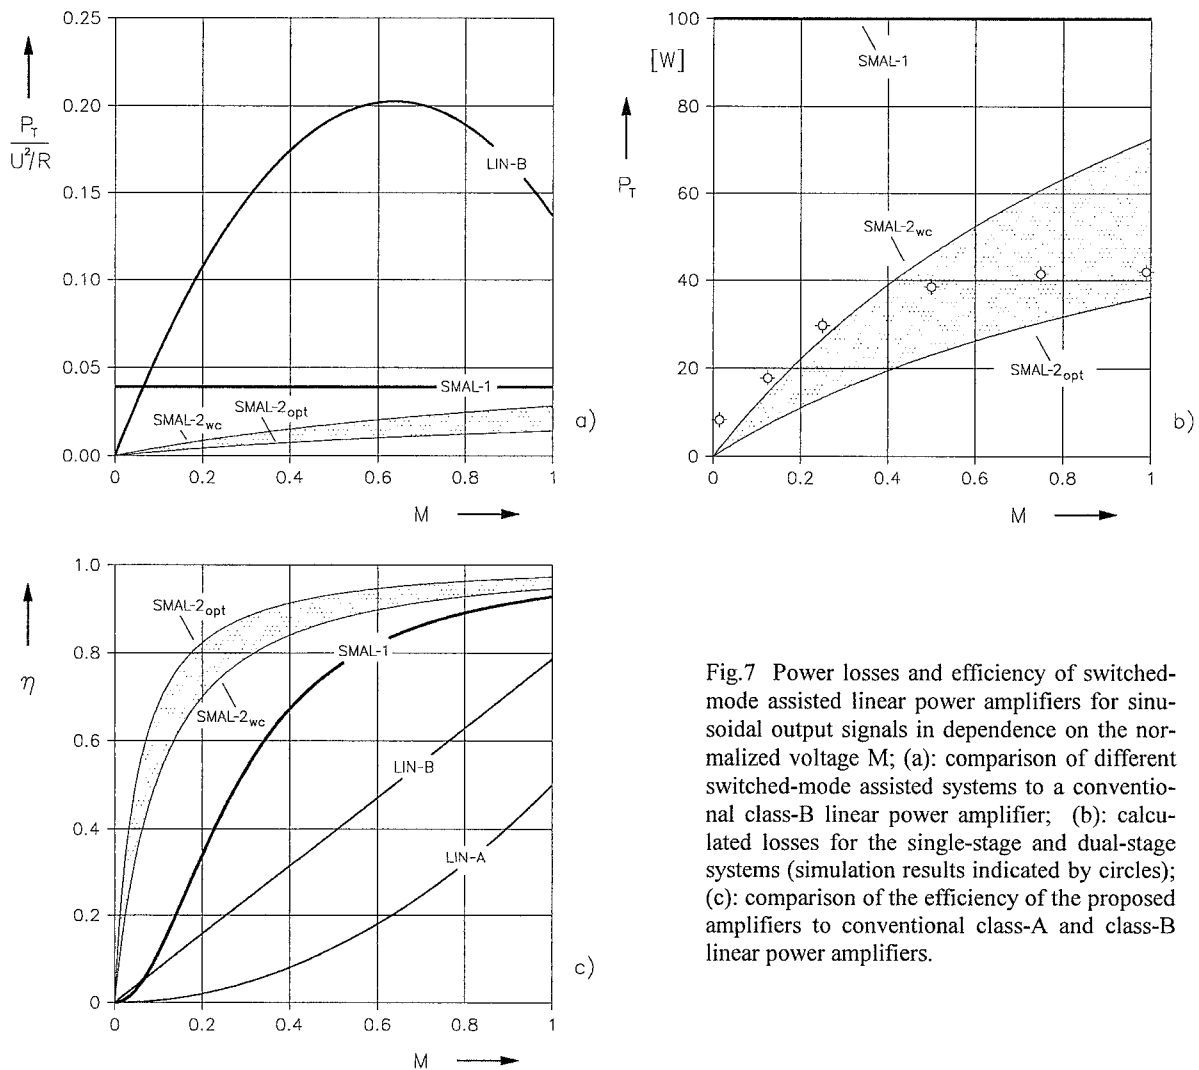 0.25
0.20
0.15
0.10
0.05
0.00
P_T
U²/R
LIN-B
SMAL-1
SMAL-2wc
SMAL-2opt
0 0.2 0.4 0.6 0.8 1
M
a)
100
[W]
80
60
40
20
0
P_T
SMAL-1
SMAL-2wc
SMAL-2opt
0 0.2 0.4 0.6 0.8 1
M
b)
1.0
0.8
0.6
0.4
0.2
0
η
SMAL-2opt
SMAL-2wc
SMAL-1
LIN-B
LIN-A
0 0.2 0.4 0.6 0.8 1
M
c)
Fig.7 Power losses and efficiency of switched-
mode assisted linear power amplifiers for sinu-
soidal output signals in dependence on the nor-
malized voltage M; (a): comparison of different
switched-mode assisted systems to a conventio-
nal class-B linear power amplifier; (b): calcu-
lated losses for the single-stage and dual-stage
systems (simulation results indicated by circles);
(c): comparison of the efficiency of the proposed
amplifiers to conventional class-A and class-B
linear power amplifiers.